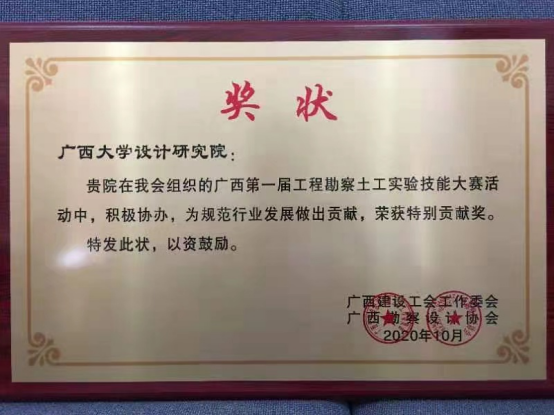 奖状
广西大学设计研究院：
贵院在我会组织的广西第一届工程勘察土工实验技能大赛活
动中，积极协办，为规范行业发展做出贡献，荣获特别贡献奖。
特发此状，以资鼓励。
广西建设工会工作委会
广西勘察设计协会
2020年10月